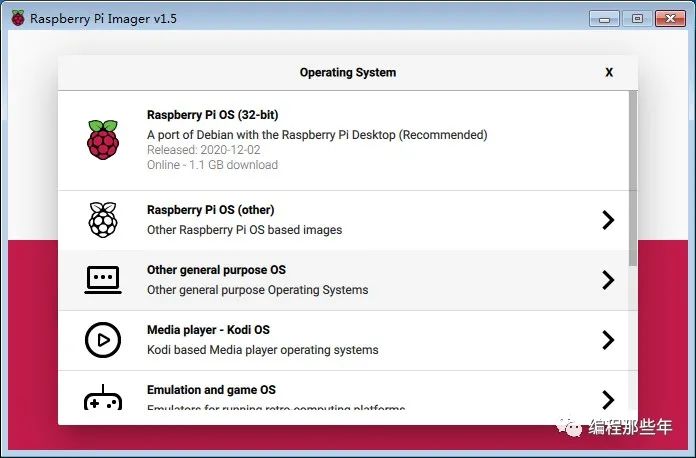 Raspberry Pi Imager v1.5
Operating System
X
Raspberry Pi OS (32-bit)
A port of Debian with the Raspberry Pi Desktop (Recommended)
Released: 2020-12-02
Online - 1.1 GB download
Raspberry Pi OS (other)
Other Raspberry Pi OS based images
Other general purpose OS
Other general purpose Operating Systems
Media player - Kodi OS
Kodi based Media player operating systems
Emulation and game OS
Emulators for running retro-computing platforms
编程那些年